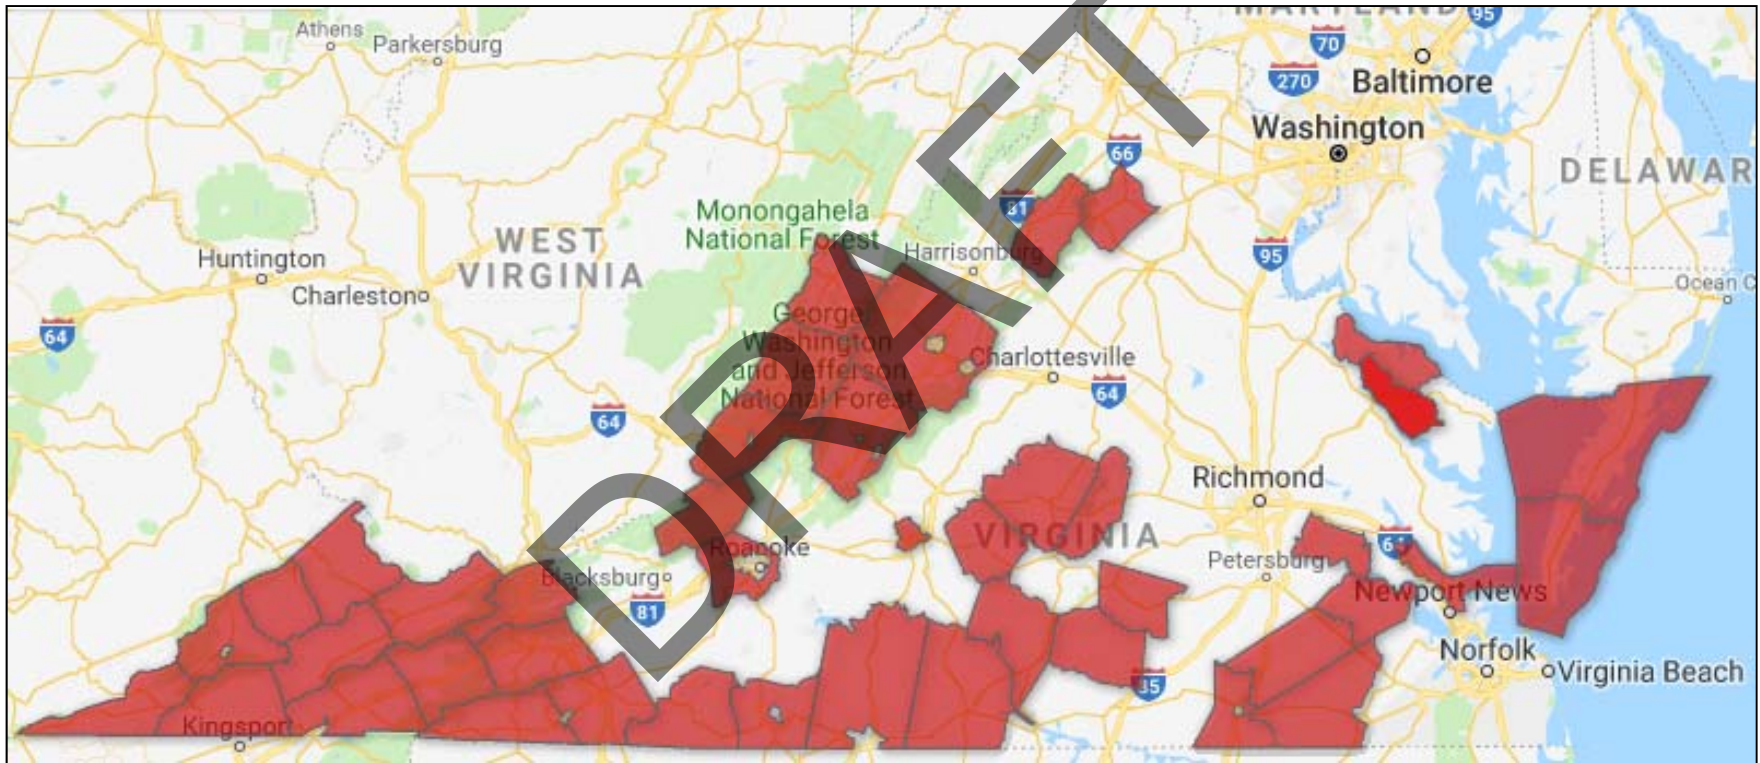 MARYLAND
95
Athens
Parkersburg
70
Baltimore
270
Washington
66
DELAWAR
81
Monongahela
National Forest
WEST
VIRGINIA
Harrisonburg
95
Huntington
Charleston
Ocean C
64
George
Washington
and Jefferson
National Forest
Charlottesville
64
64
Richmond
VIRGINIA
Roanoke
64
Petersburg
Blacksburg
81
Newport News
Norfolk
Virginia Beach
85
Kingsport
DRAFT